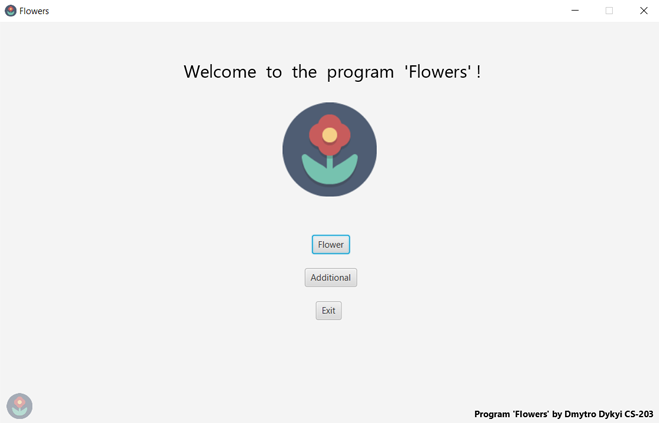 Flowers
Welcome to the program 'Flowers' !
Flower
Additional
Exit
Program 'Flowers' by Dmytro Dykyi CS-203